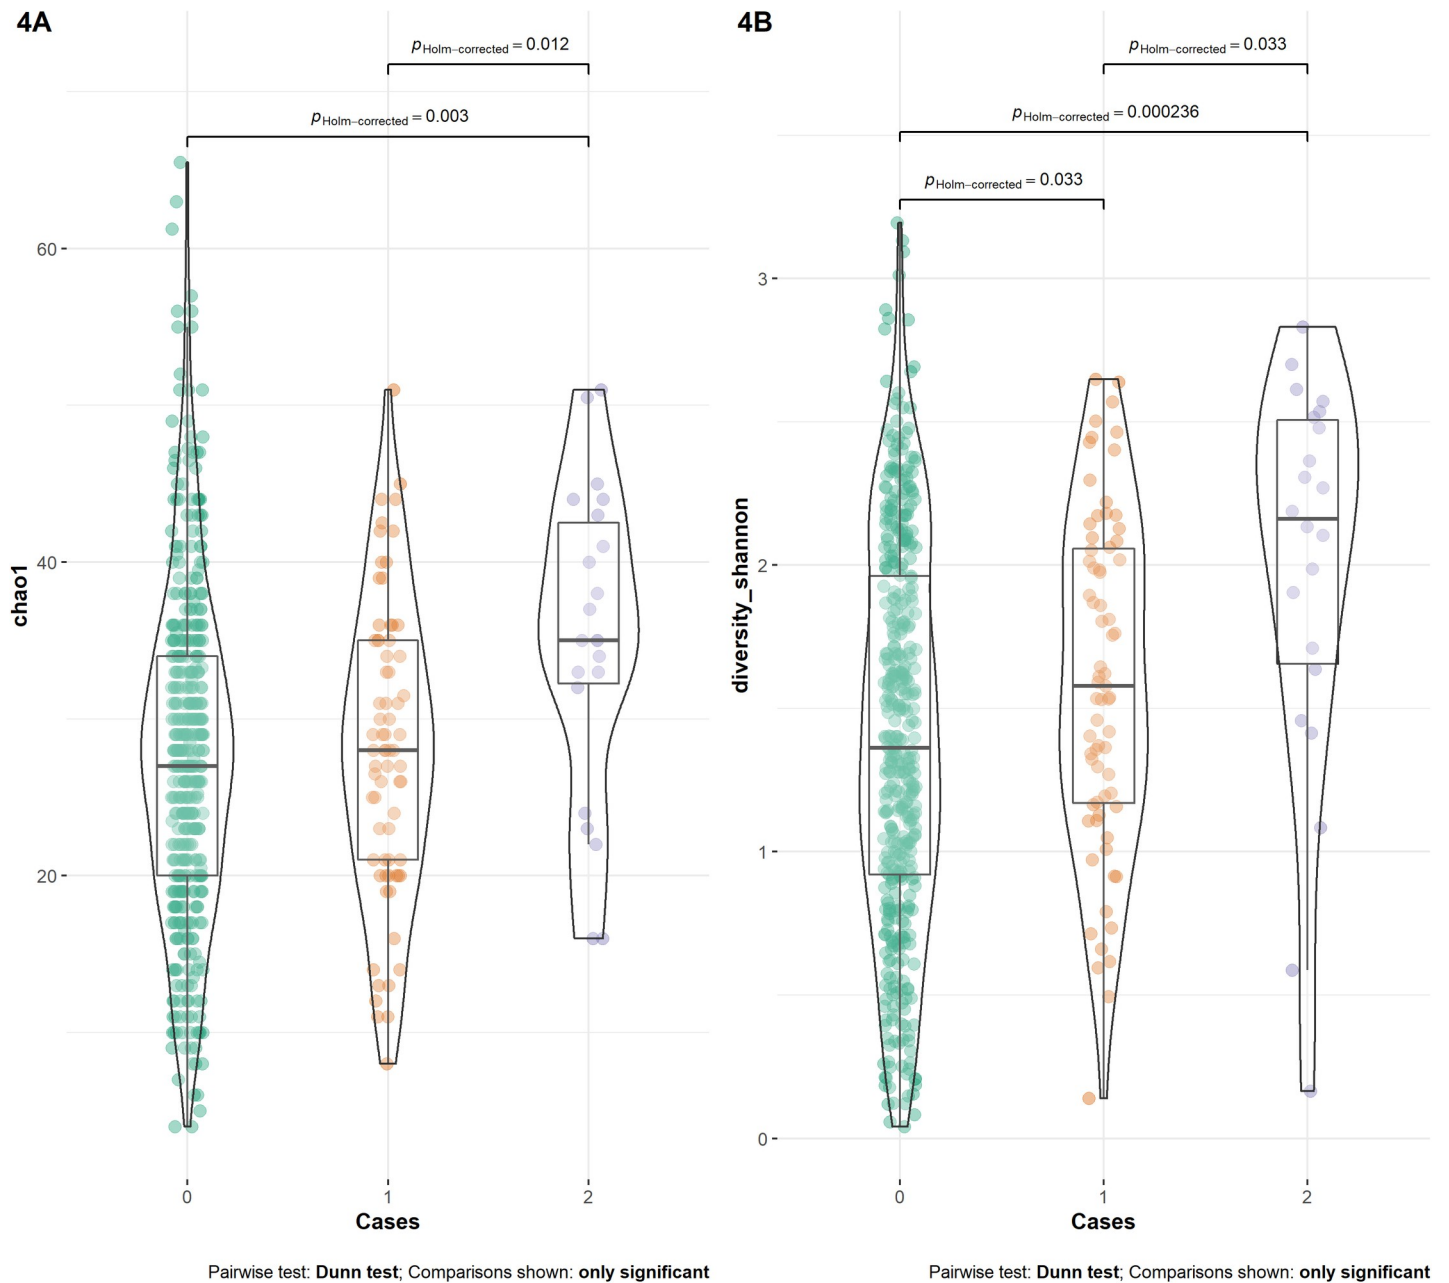 4A
pHolm−corrected = 0.012
pHolm−corrected = 0.003
60
40
20
chao1
0 1 2
Cases
Pairwise test: Dunn test; Comparisons shown: only significant
4B
pHolm−corrected = 0.033
pHolm−corrected = 0.000236
pHolm−corrected = 0.033
3
2
1
0
diversity_shannon
0 1 2
Cases
Pairwise test: Dunn test; Comparisons shown: only significant